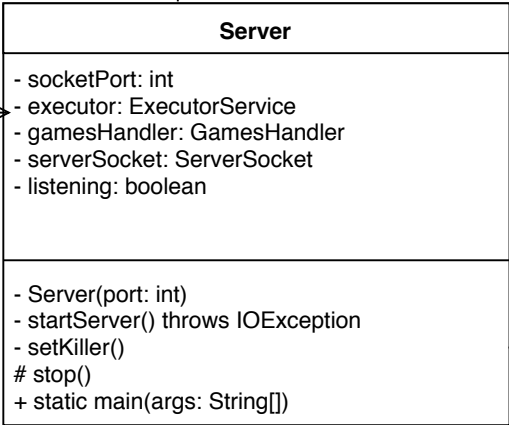 Server
- socketPort: int
- executor: ExecutorService
- gamesHandler: GamesHandler
- serverSocket: ServerSocket
- listening: boolean
- Server(port: int)
- startServer() throws IOException
- setKiller()
# stop()
+ static main(args: String[])